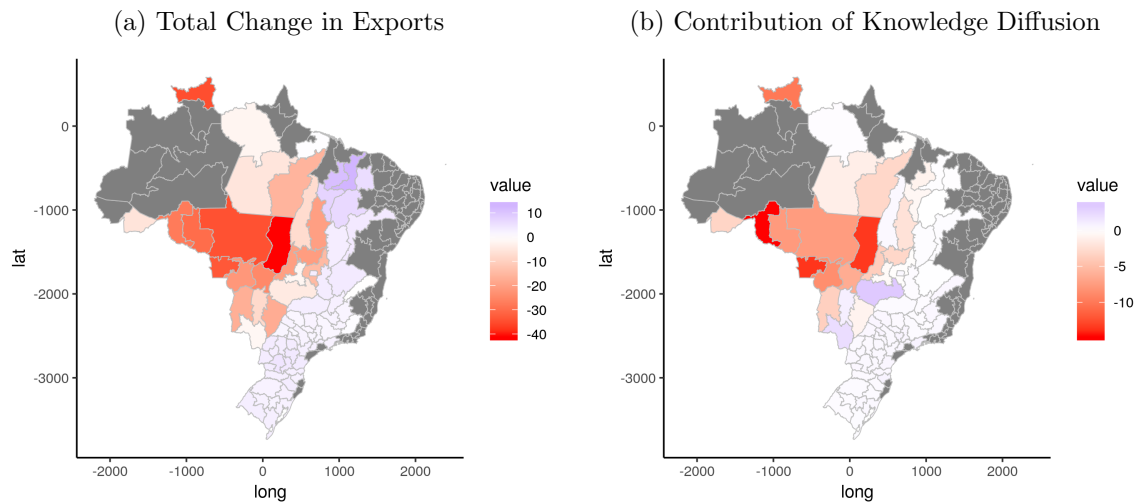 (a) Total Change in Exports
0
-1000
-2000
-3000
lat
-2000 -1000 0 1000 2000
long
value
10
0
-10
-20
-30
-40
(b) Contribution of Knowledge Diffusion
0
-1000
-2000
-3000
lat
-2000 -1000 0 1000 2000
long
value
0
-5
-10